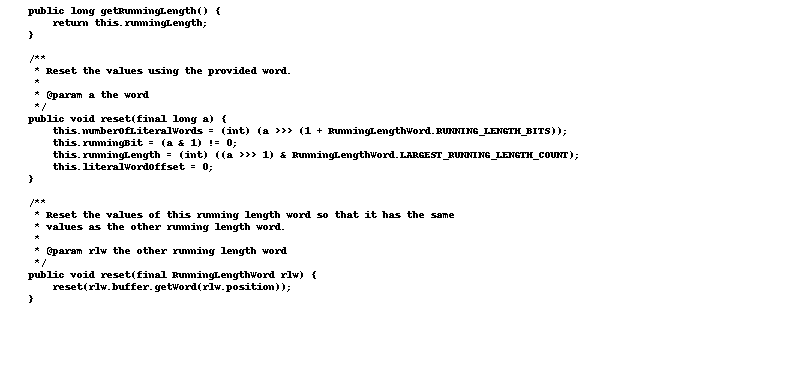 public long getRunningLength() {
    return this.runningLength;
}

/**
 * Reset the values using the provided word.
 *
 * @param a the word
 */
public void reset(final long a) {
    this.numberOfLiteralWords = (int) (a >>> (1 + RunningLengthWord.RUNNING_LENGTH_BITS));
    this.runningBit = (a & 1) != 0;
    this.runningLength = (int) ((a >>> 1) & RunningLengthWord.LARGEST_RUNNING_LENGTH_COUNT);
    this.literalWordOffset = 0;
}

/**
 * Reset the values of this running length word so that it has the same
 * values as the other running length word.
 *
 * @param rlw the other running length word
 */
public void reset(final RunningLengthWord rlw) {
    reset(rlw.buffer.getWord(rlw.position));
}